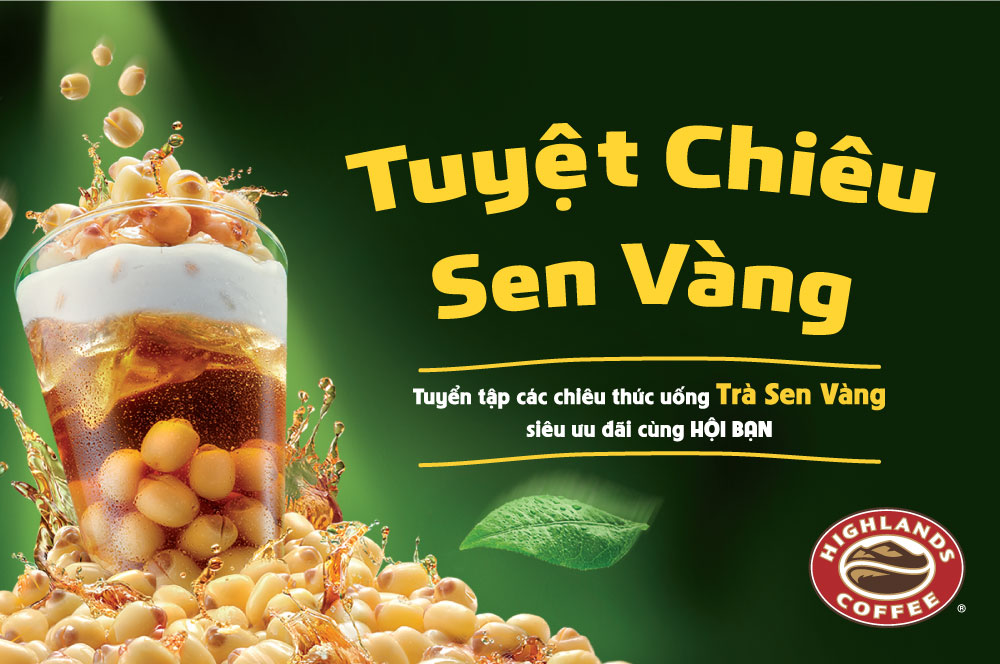 Tuyệt Chiêu
Sen Vàng
Tuyển tập các chiêu thức uống Trà Sen Vàng
siêu ưu đãi cùng HỘI BẠN
HIGHLANDS
COFFEE
®